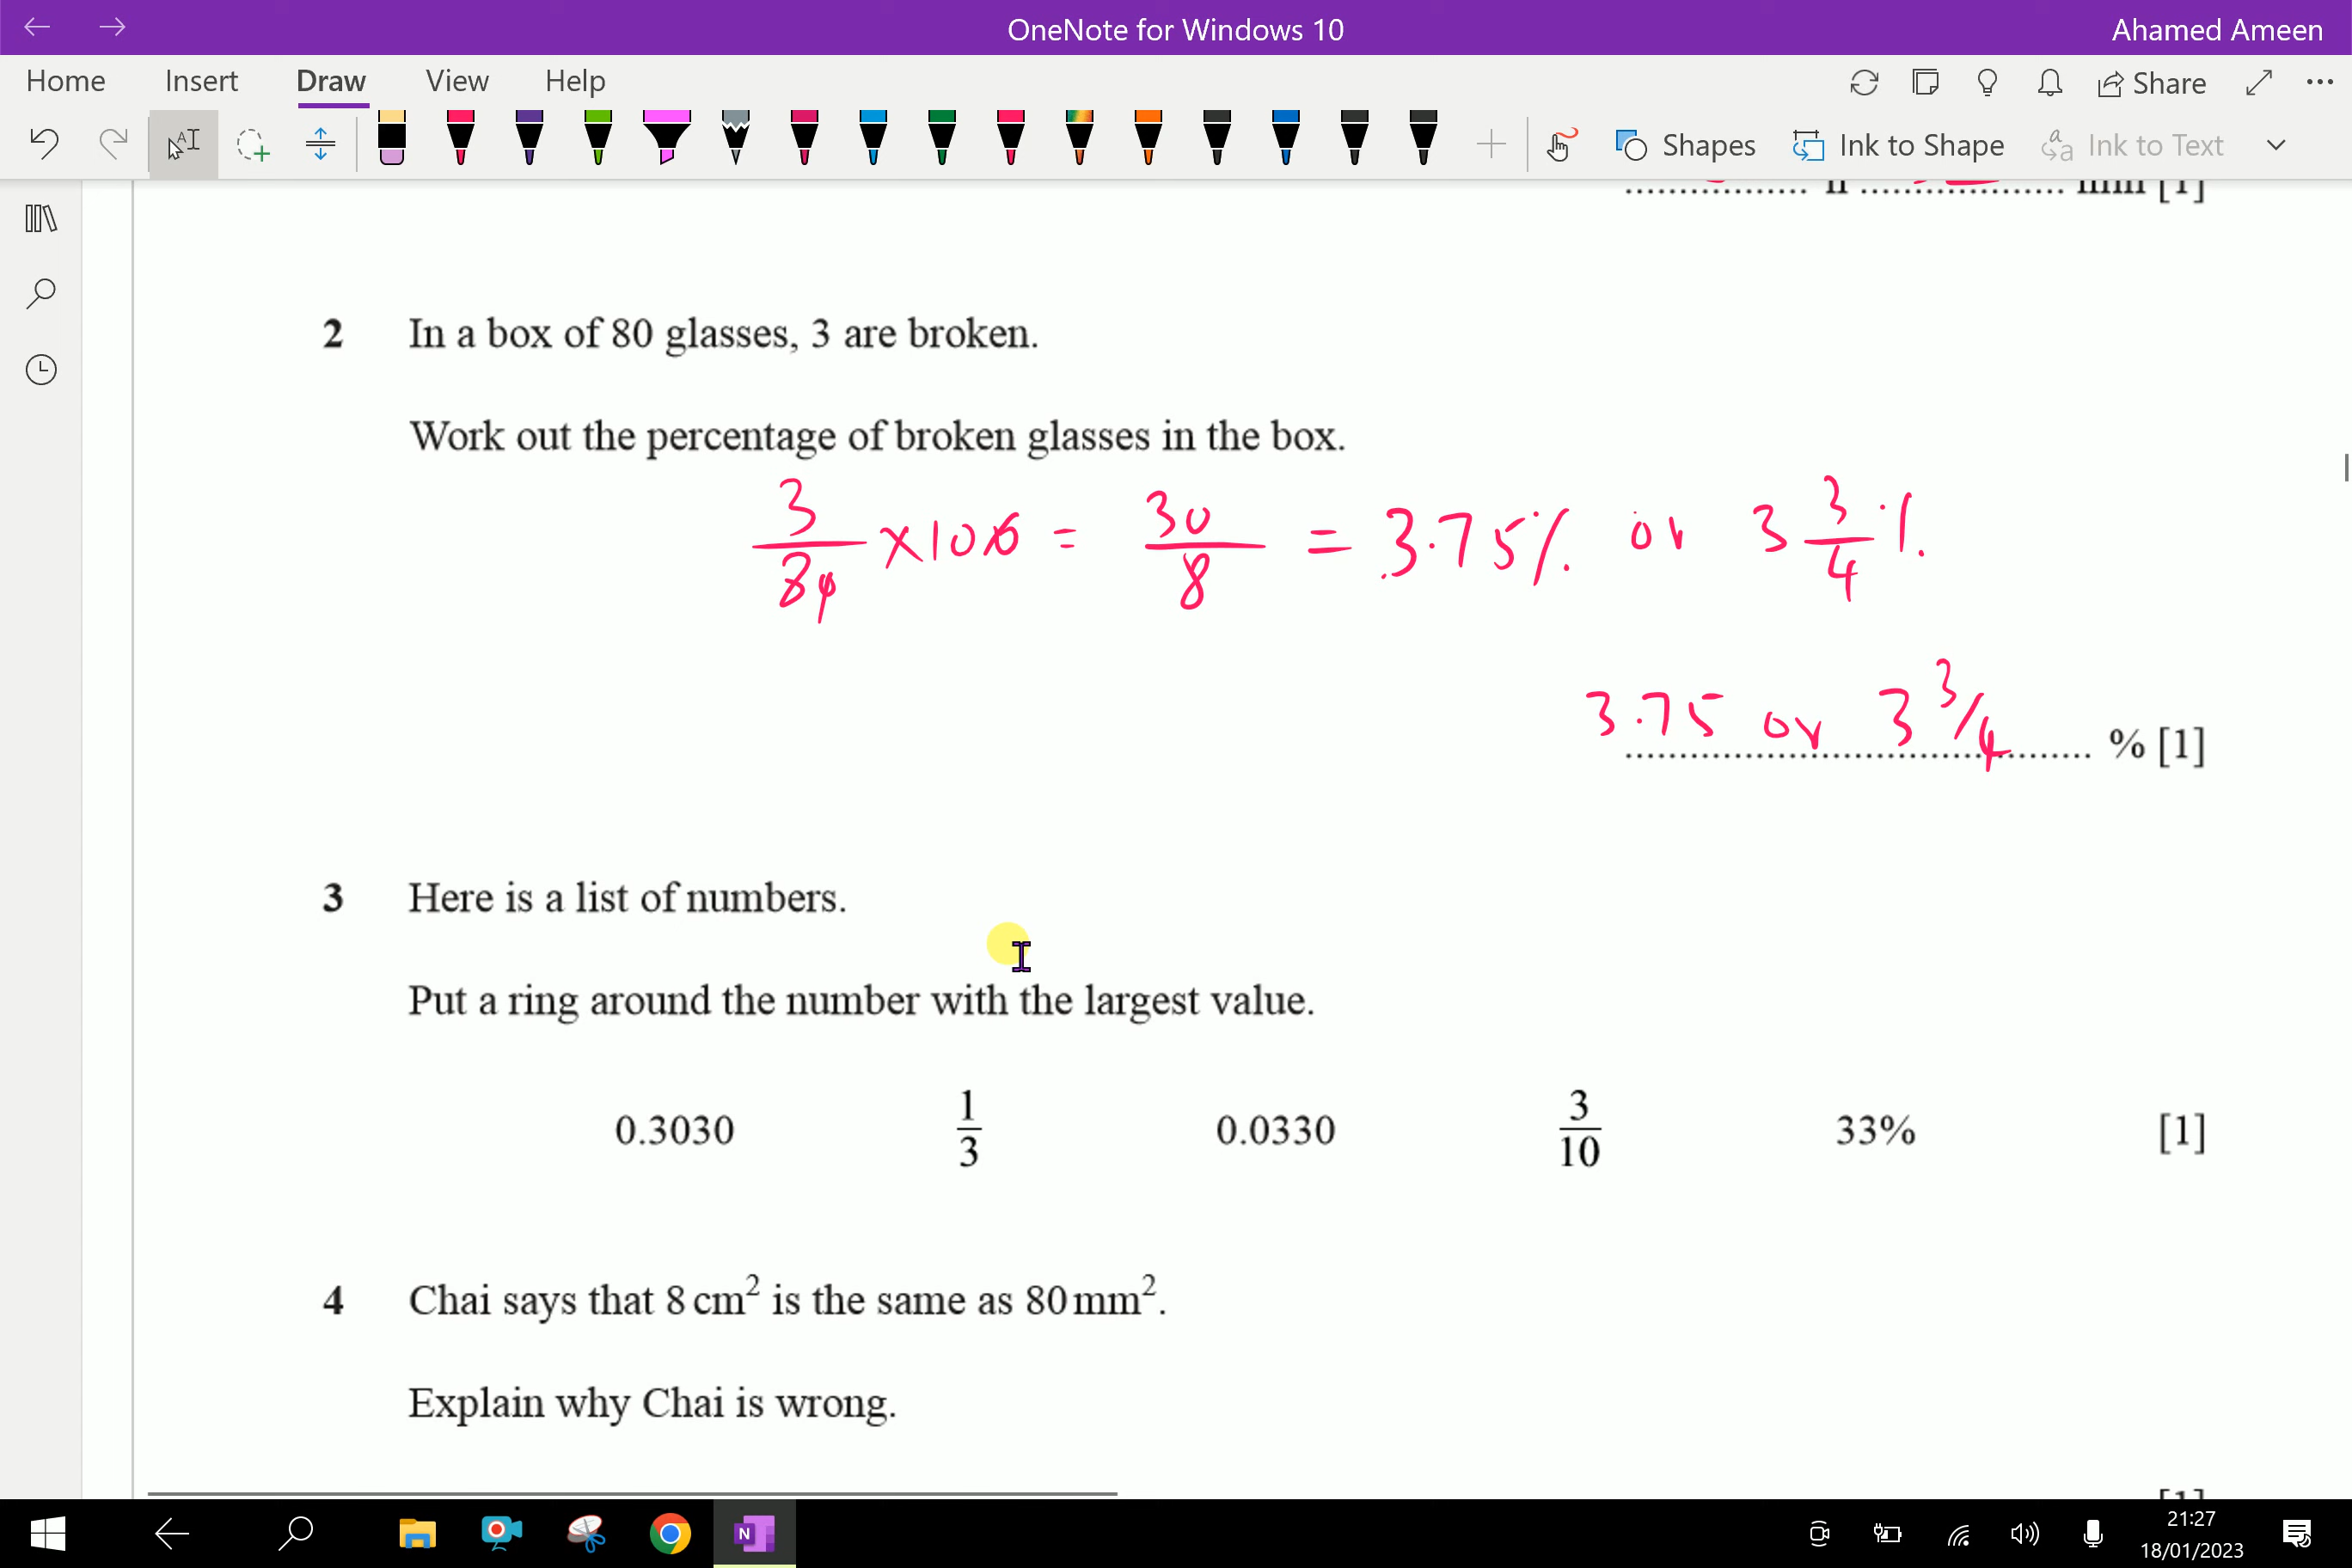 OneNote for Windows 10
Ahamed Ameen
Home Insert Draw View Help
Share
Shapes Ink to Shape Ink to Text
[1]
2 In a box of 80 glasses, 3 are broken.
Work out the percentage of broken glasses in the box.
3/80 ×100 = 30/8 = 3.75% or 3 3/4 %
3.75 or 3 3/4
% [1]
3 Here is a list of numbers.
Put a ring around the number with the largest value.
0.3030 1/3 0.0330 3/10 33% [1]
4 Chai says that 8 cm² is the same as 80 mm².
Explain why Chai is wrong.
21:27
18/01/2023